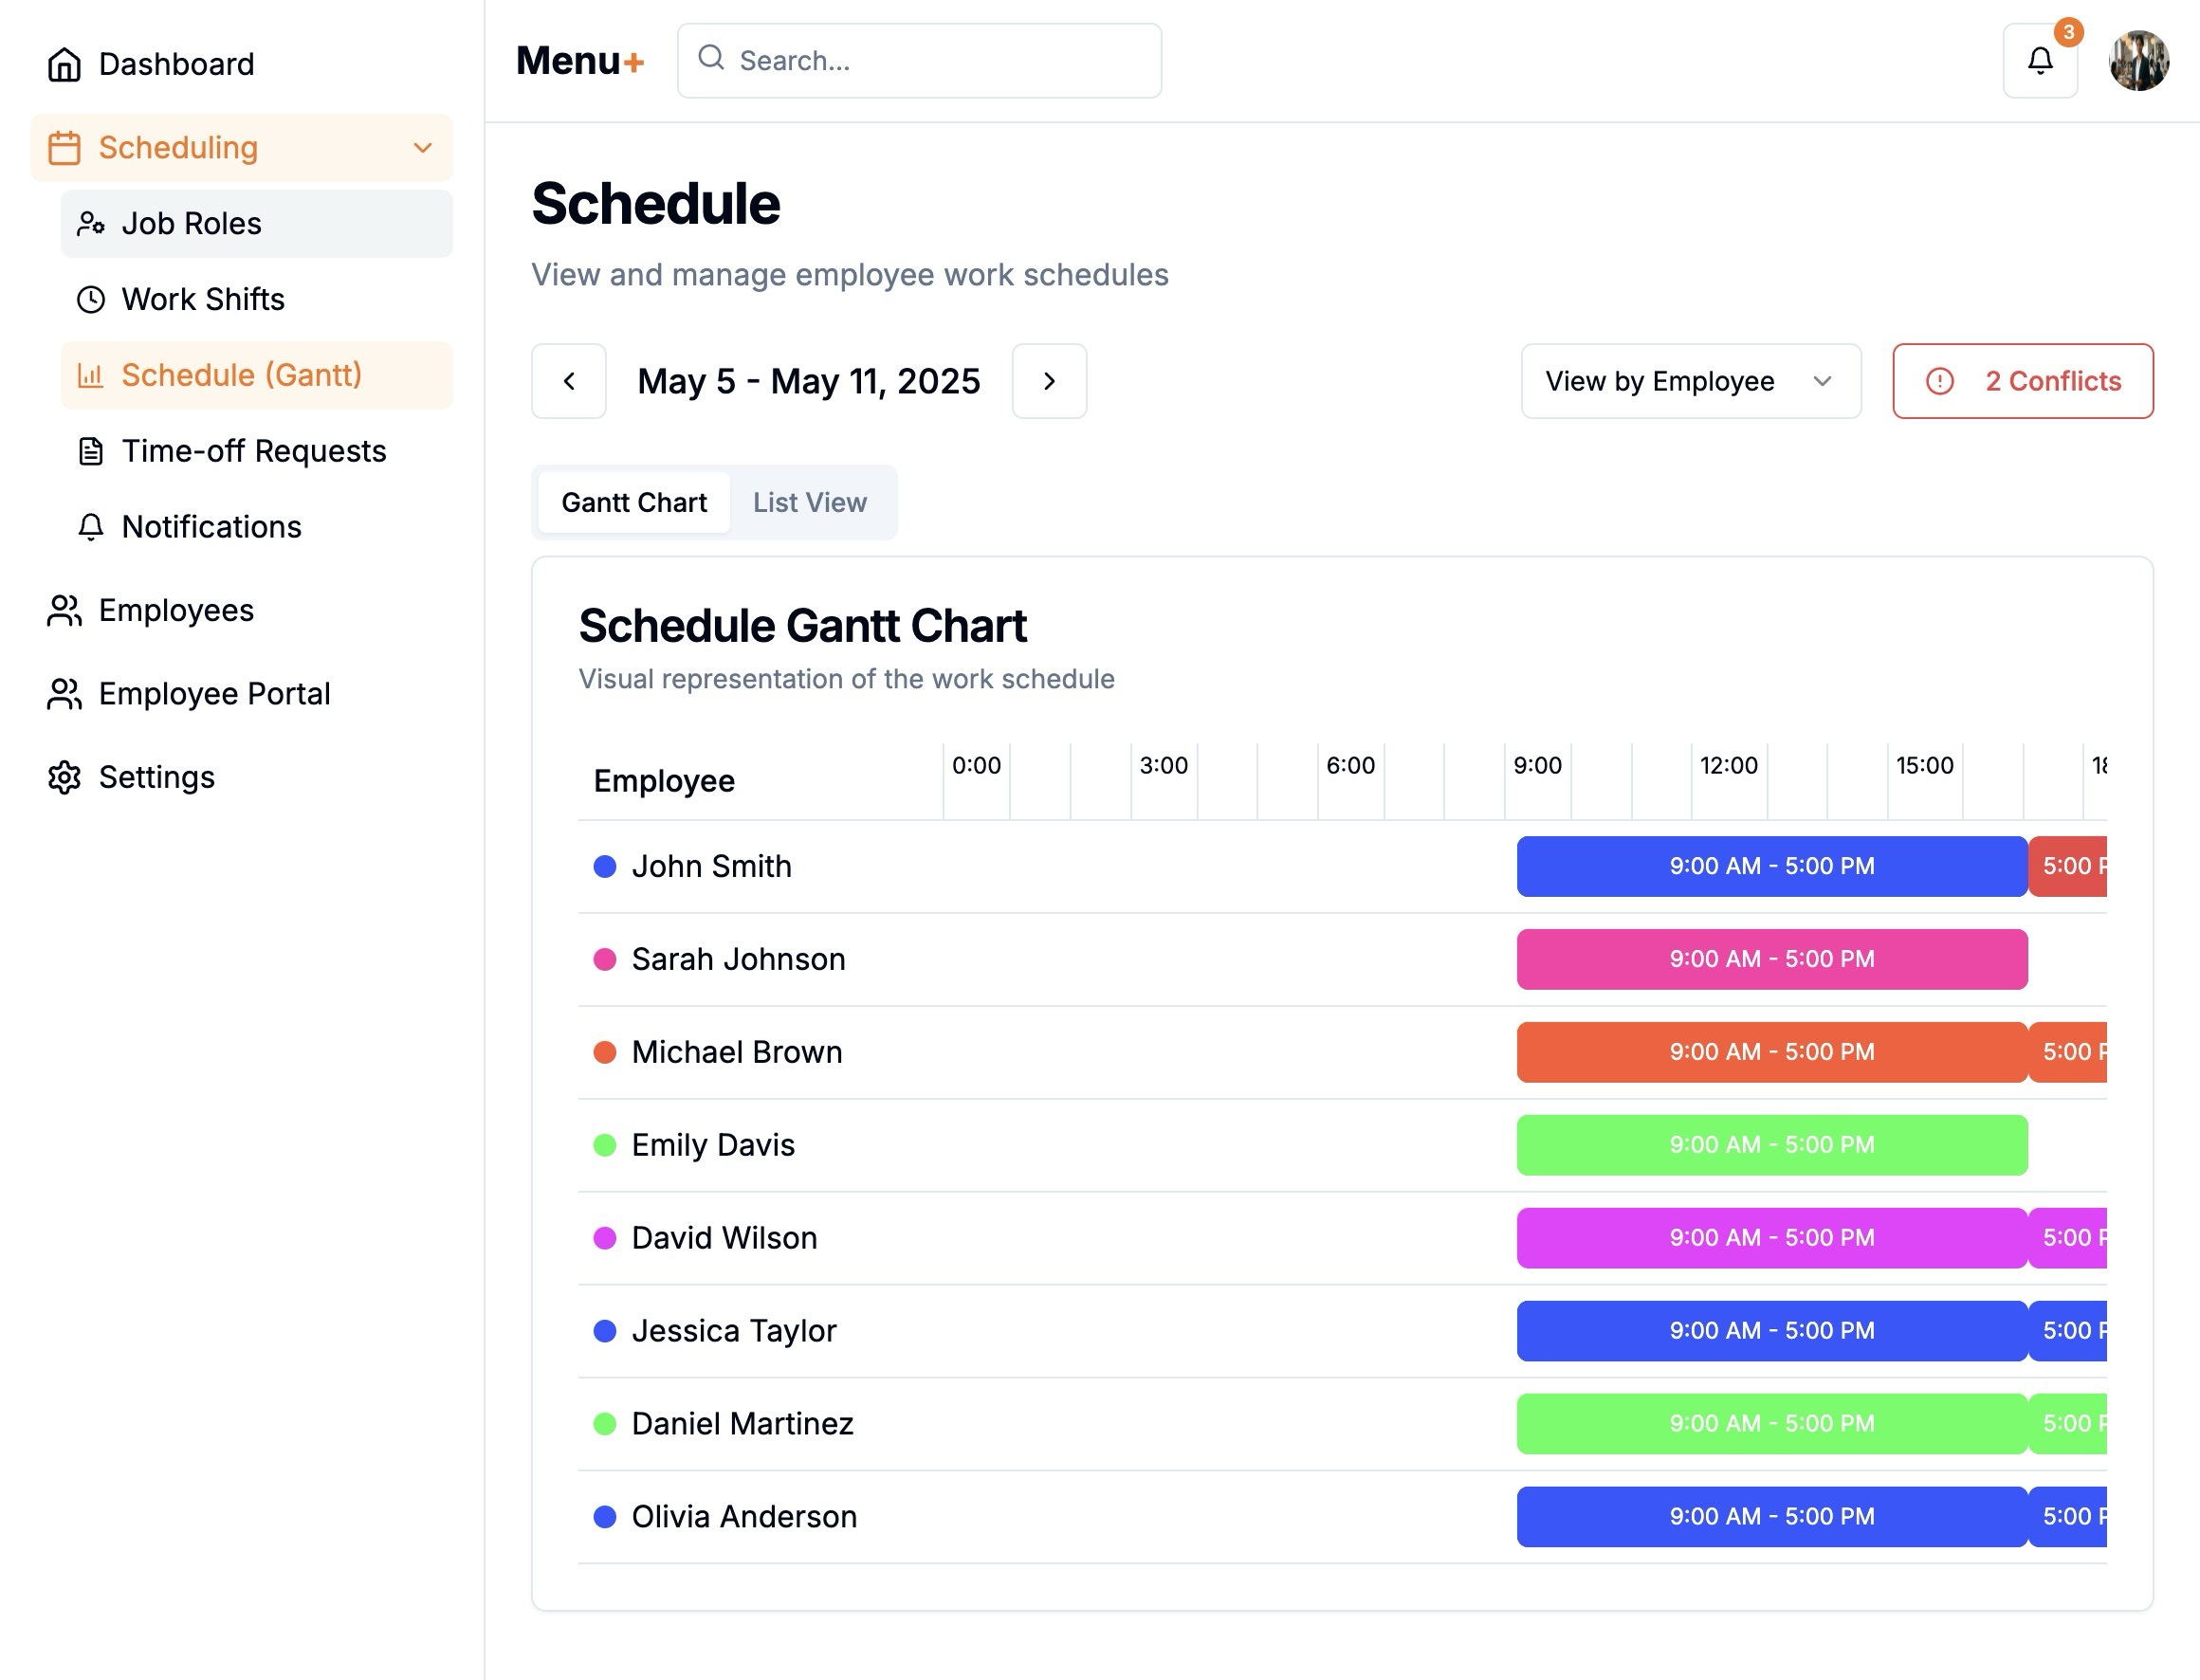 Dashboard
Scheduling
Job Roles
Work Shifts
Schedule (Gantt)
Time-off Requests
Notifications
Employees
Employee Portal
Settings
Menu+
Search...
3
Schedule
View and manage employee work schedules
May 5 - May 11, 2025
View by Employee
2 Conflicts
Gantt Chart
List View
Schedule Gantt Chart
Visual representation of the work schedule
Employee 0:00 3:00 6:00 9:00 12:00 15:00
John Smith 9:00 AM - 5:00 PM 5:00
Sarah Johnson 9:00 AM - 5:00 PM
Michael Brown 9:00 AM - 5:00 PM 5:00
Emily Davis 9:00 AM - 5:00 PM
David Wilson 9:00 AM - 5:00 PM 5:00
Jessica Taylor 9:00 AM - 5:00 PM 5:00
Daniel Martinez 9:00 AM - 5:00 PM 5:00
Olivia Anderson 9:00 AM - 5:00 PM 5:00